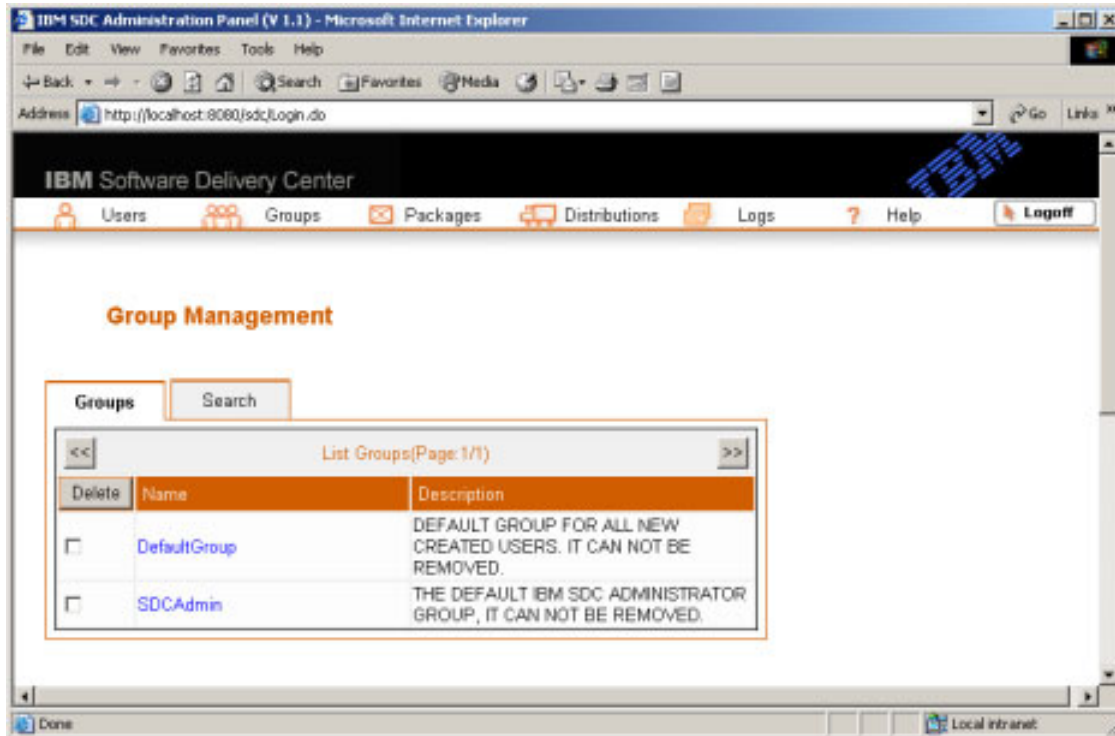 IBM SDC Administration Panel (V 1.1) - Microsoft Internet Explorer
File Edit View Favorites Tools Help
Back Search Favorites Media
Address http://localhost:8080/sdc/Login.do Go Links »
IBM Software Delivery Center IBM
Users Groups Packages Distributions Logs ? Help Logoff
Group Management
Groups Search
<< List Groups(Page:1/1) >>
Delete Name Description
DEFAULT GROUP FOR ALL NEW
DefaultGroup CREATED USERS. IT CAN NOT BE
REMOVED.
THE DEFAULT IBM SDC ADMINISTRATOR
SDCAdmin GROUP, IT CAN NOT BE REMOVED.
Done Local intranet